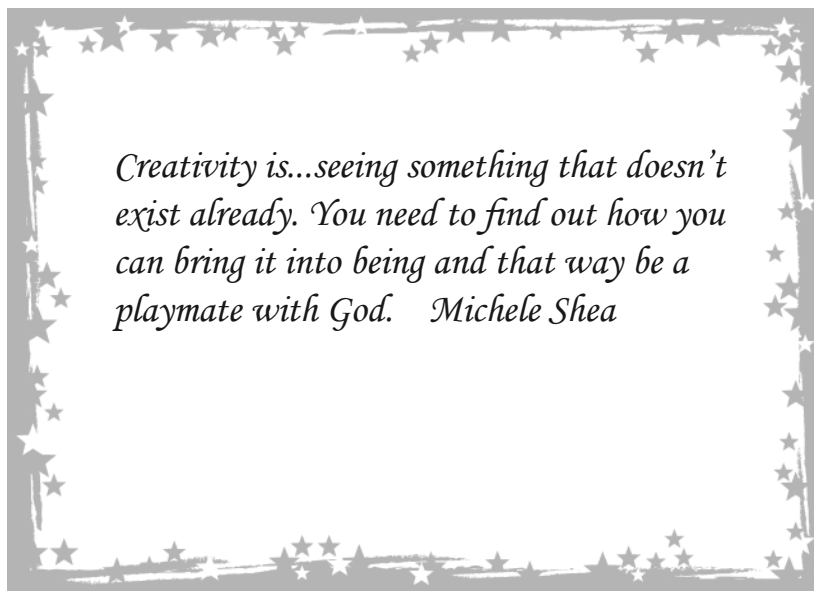 Creativity is...seeing something that doesn’t
exist already. You need to find out how you
can bring it into being and that way be a
playmate with God.    Michele Shea